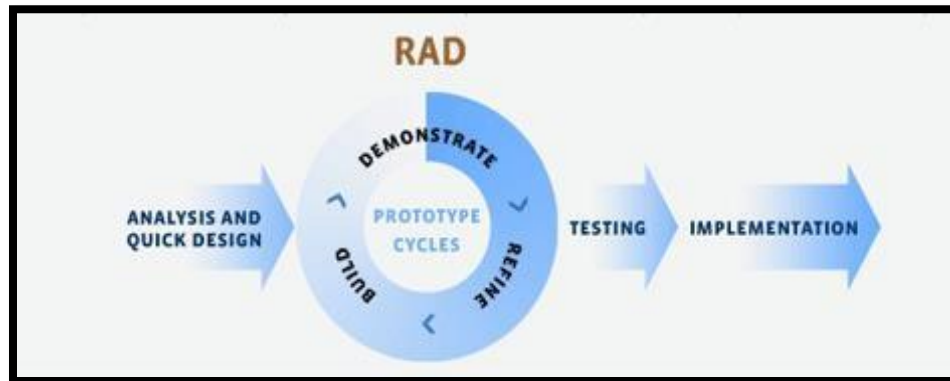 RAD
ANALYSIS AND
QUICK DESIGN
DEMONSTRATE
PROTOTYPE
CYCLES
BUILD
REFINE
TESTING
IMPLEMENTATION